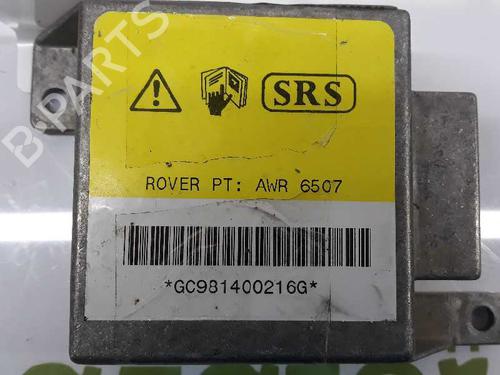 B-PARTS
SRS
ROVER PT: AWR 6507
*GC981400216G*